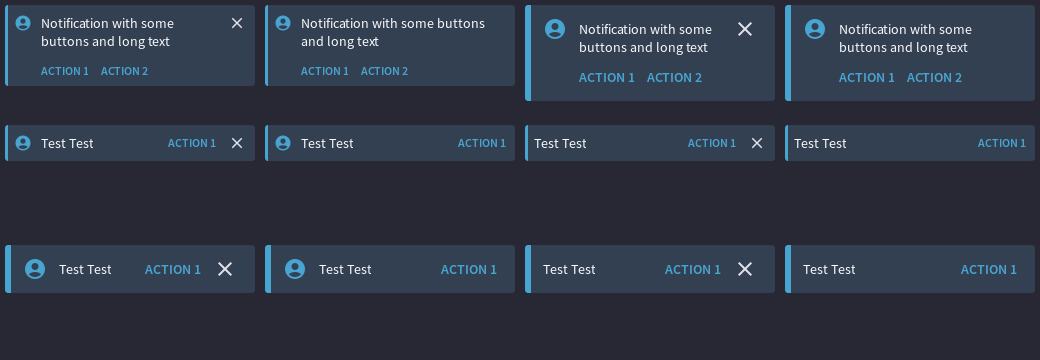 Notification with some
buttons and long text
ACTION 1 ACTION 2
Notification with some buttons
and long text
ACTION 1 ACTION 2
Notification with some
buttons and long text
ACTION 1 ACTION 2
Notification with some
buttons and long text
ACTION 1 ACTION 2
Test Test ACTION 1
Test Test ACTION 1
Test Test ACTION 1
Test Test ACTION 1
Test Test ACTION 1
Test Test ACTION 1
Test Test ACTION 1
Test Test ACTION 1